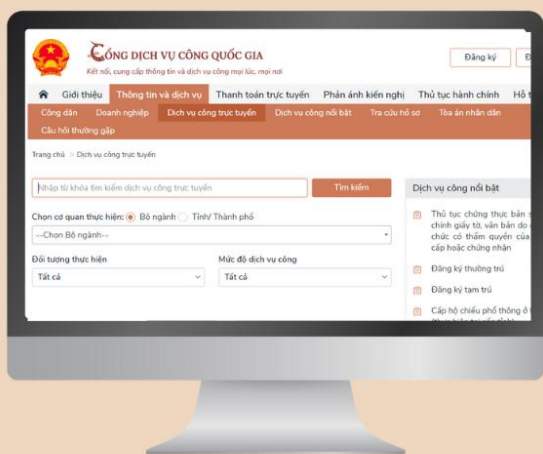 CỔNG DỊCH VỤ CÔNG QUỐC GIA
Kết nối, cung cấp thông tin và dịch vụ công mọi lúc, mọi nơi
Đăng ký
Giới thiệu Thông tin và dịch vụ Thanh toán trực tuyến Phản ánh kiến nghị Thủ tục hành chính Hỗ
Công dân Doanh nghiệp Dịch vụ công trực tuyến Dịch vụ công nổi bật Tra cứu hồ sơ Tòa án nhân dân
Câu hỏi thường gặp
Trang chủ > Dịch vụ công trực tuyến
Nhập từ khóa tìm kiếm dịch vụ công trực tuyến Tìm kiếm
Dịch vụ công nổi bật
Chọn cơ quan thực hiện: Bộ ngành Tỉnh/ Thành phố
--Chọn Bộ ngành--
Đối tượng thực hiện Mức độ dịch vụ công
Tất cả Tất cả
Thủ tục chứng thực bản s
chính giấy tờ, văn bản do
chức có thẩm quyền của
cấp hoặc chứng nhận
Đăng ký thường trú
Đăng ký tạm trú
Cấp hộ chiếu phổ thông ở